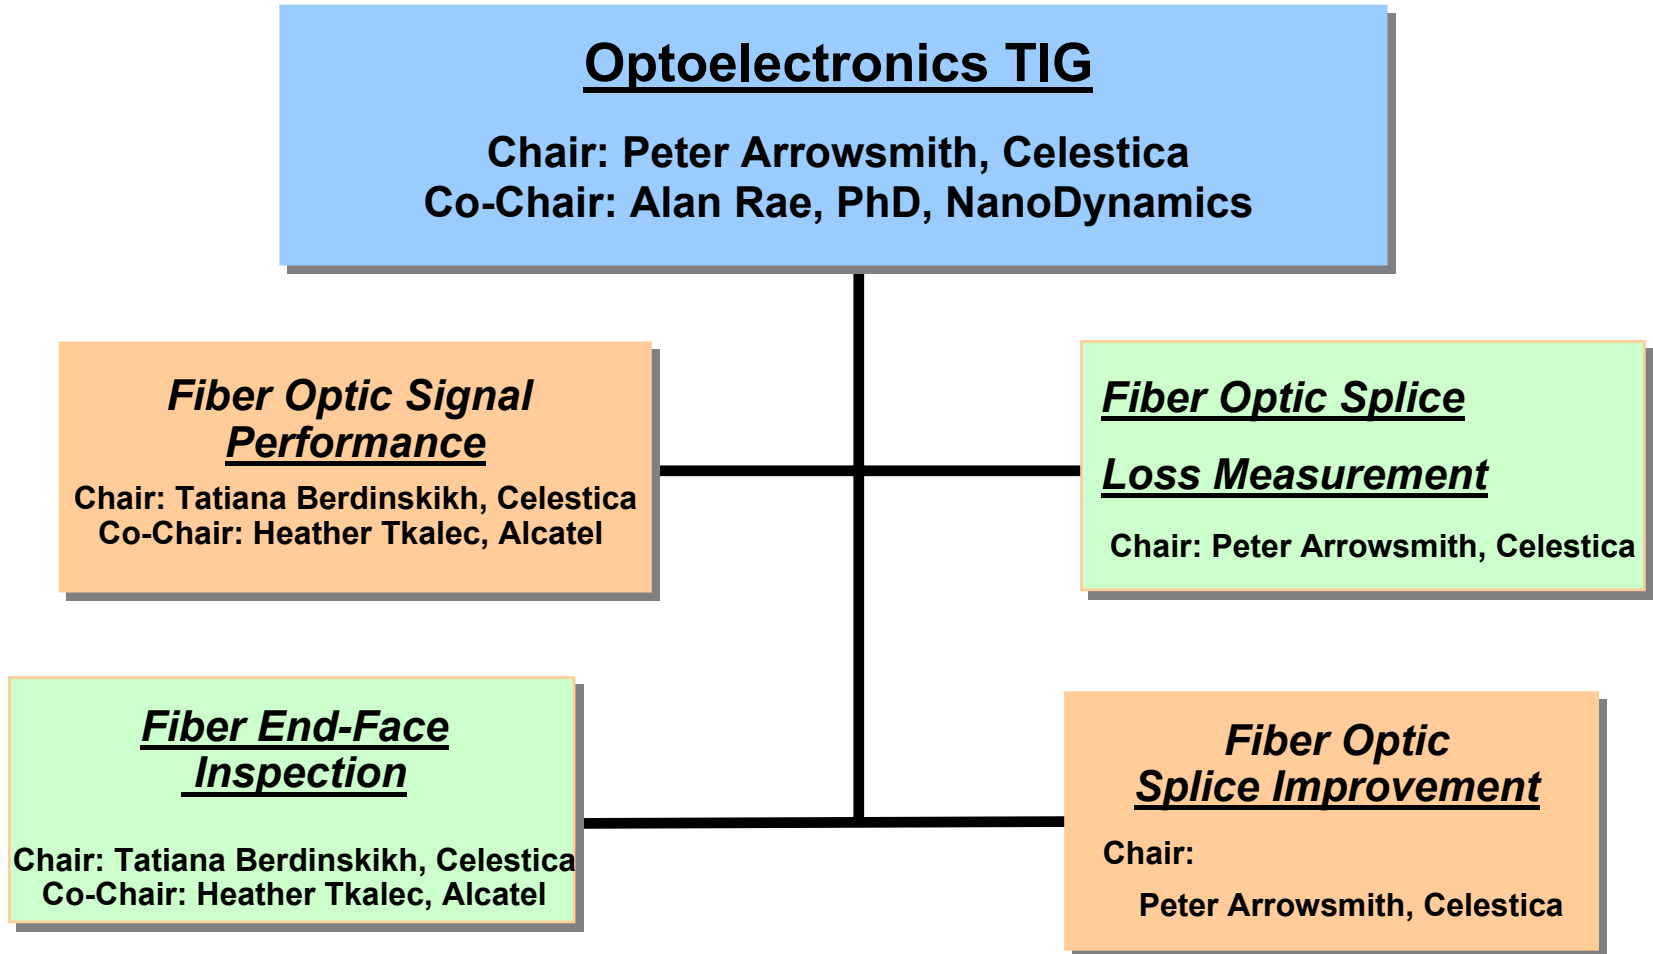 Optoelectronics TIG
Chair: Peter Arrowsmith, Celestica
Co-Chair: Alan Rae, PhD, NanoDynamics
Fiber Optic Signal
Performance
Chair: Tatiana Berdinskikh, Celestica
Co-Chair: Heather Tkalec, Alcatel
Fiber Optic Splice
Loss Measurement
Chair: Peter Arrowsmith, Celestica
Fiber End-Face
Inspection
Chair: Tatiana Berdinskikh, Celestica
Co-Chair: Heather Tkalec, Alcatel
Fiber Optic
Splice Improvement
Chair:
Peter Arrowsmith, Celestica